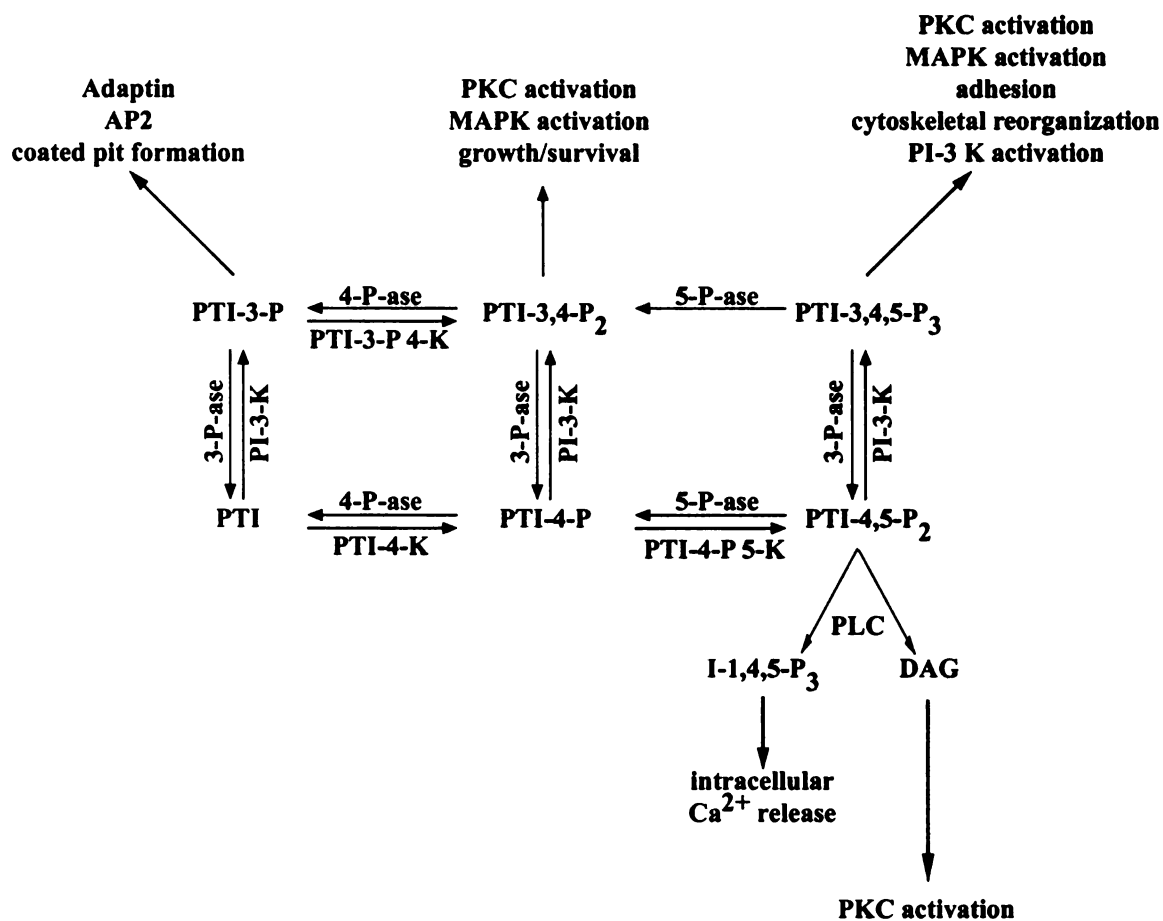 PKC activation
MAPK activation
adhesion
cytoskeletal reorganization
PI-3 K activation
Adaptin
AP2
coated pit formation
PKC activation
MAPK activation
growth/survival
PTI-3-P
4-P-ase
PTI-3-P 4-K
PTI-3,4-P2
5-P-ase
PTI-3,4,5-P3
3-P-ase
PI-3-K
3-P-ase
PI-3-K
3-P-ase
PI-3-K
PTI
4-P-ase
PTI-4-K
PTI-4-P
5-P-ase
PTI-4-P 5-K
PTI-4,5-P2
PLC
I-1,4,5-P3
DAG
intracellular
Ca2+ release
PKC activation